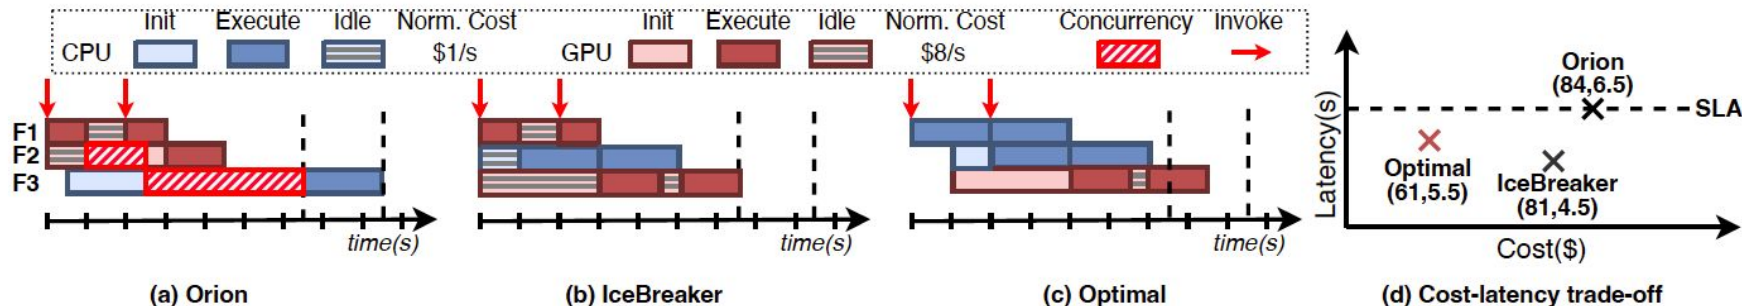 Init Execute Idle Norm. Cost Init Execute Idle Norm. Cost Concurrency Invoke
CPU $1/s GPU $8/s
F1
F2
F3
time(s)
(a) Orion
time(s)
(b) IceBreaker
time(s)
(c) Optimal
Latency(s)
Orion
(84,6.5)
SLA
Optimal
(61,5.5)
IceBreaker
(81,4.5)
Cost($)
(d) Cost-latency trade-off